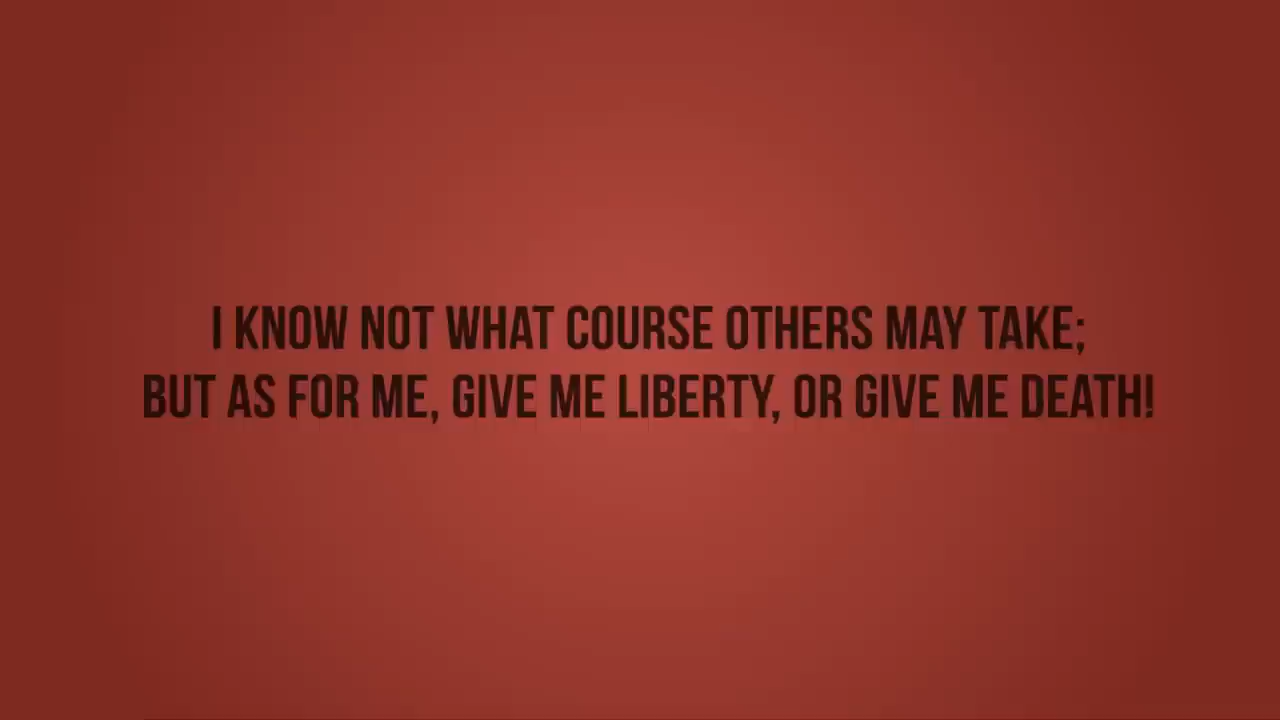 I KNOW NOT WHAT COURSE OTHERS MAY TAKE;
BUT AS FOR ME, GIVE ME LIBERTY, OR GIVE ME DEATH!